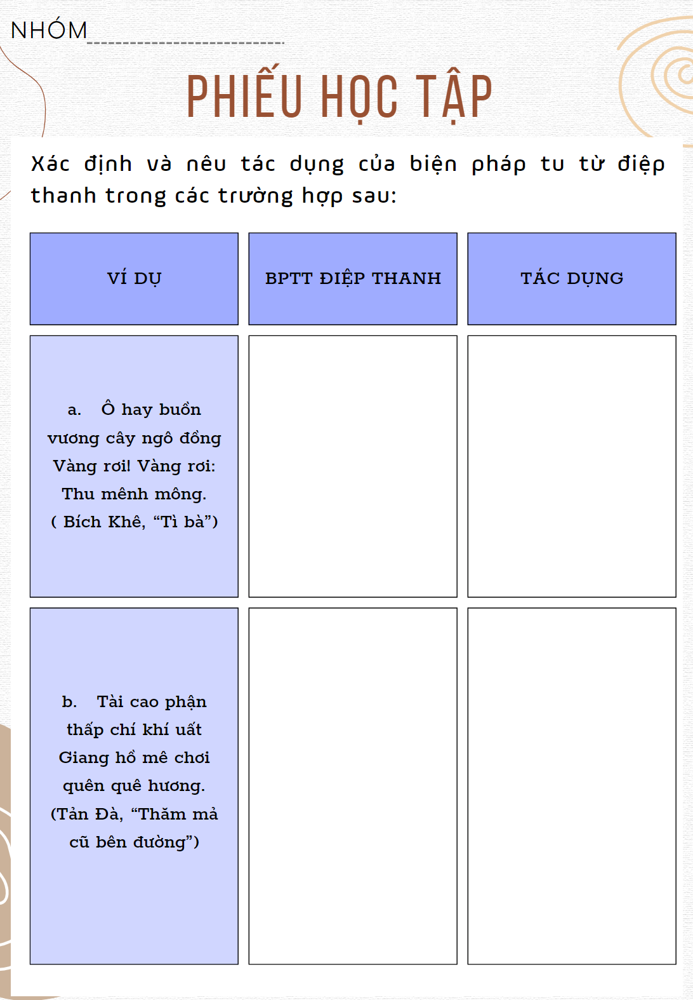 NHÓM
PHIẾU HỌC TẬP
Xác định và nêu tác dụng của biện pháp tu từ điệp
thanh trong các trường hợp sau:
VÍ DỤ
BPTT ĐIỆP THANH
TÁC DỤNG
a. Ô hay buồn
vương cây ngô đồng
Vàng rơi! Vàng rơi:
Thu mênh mông.
( Bích Khê, “Tì bà”)
b. Tài cao phận
thấp chí khí uất
Giang hồ mê chơi
quên quê hương.
(Tản Đà, “Thăm mả
cũ bên đường”)